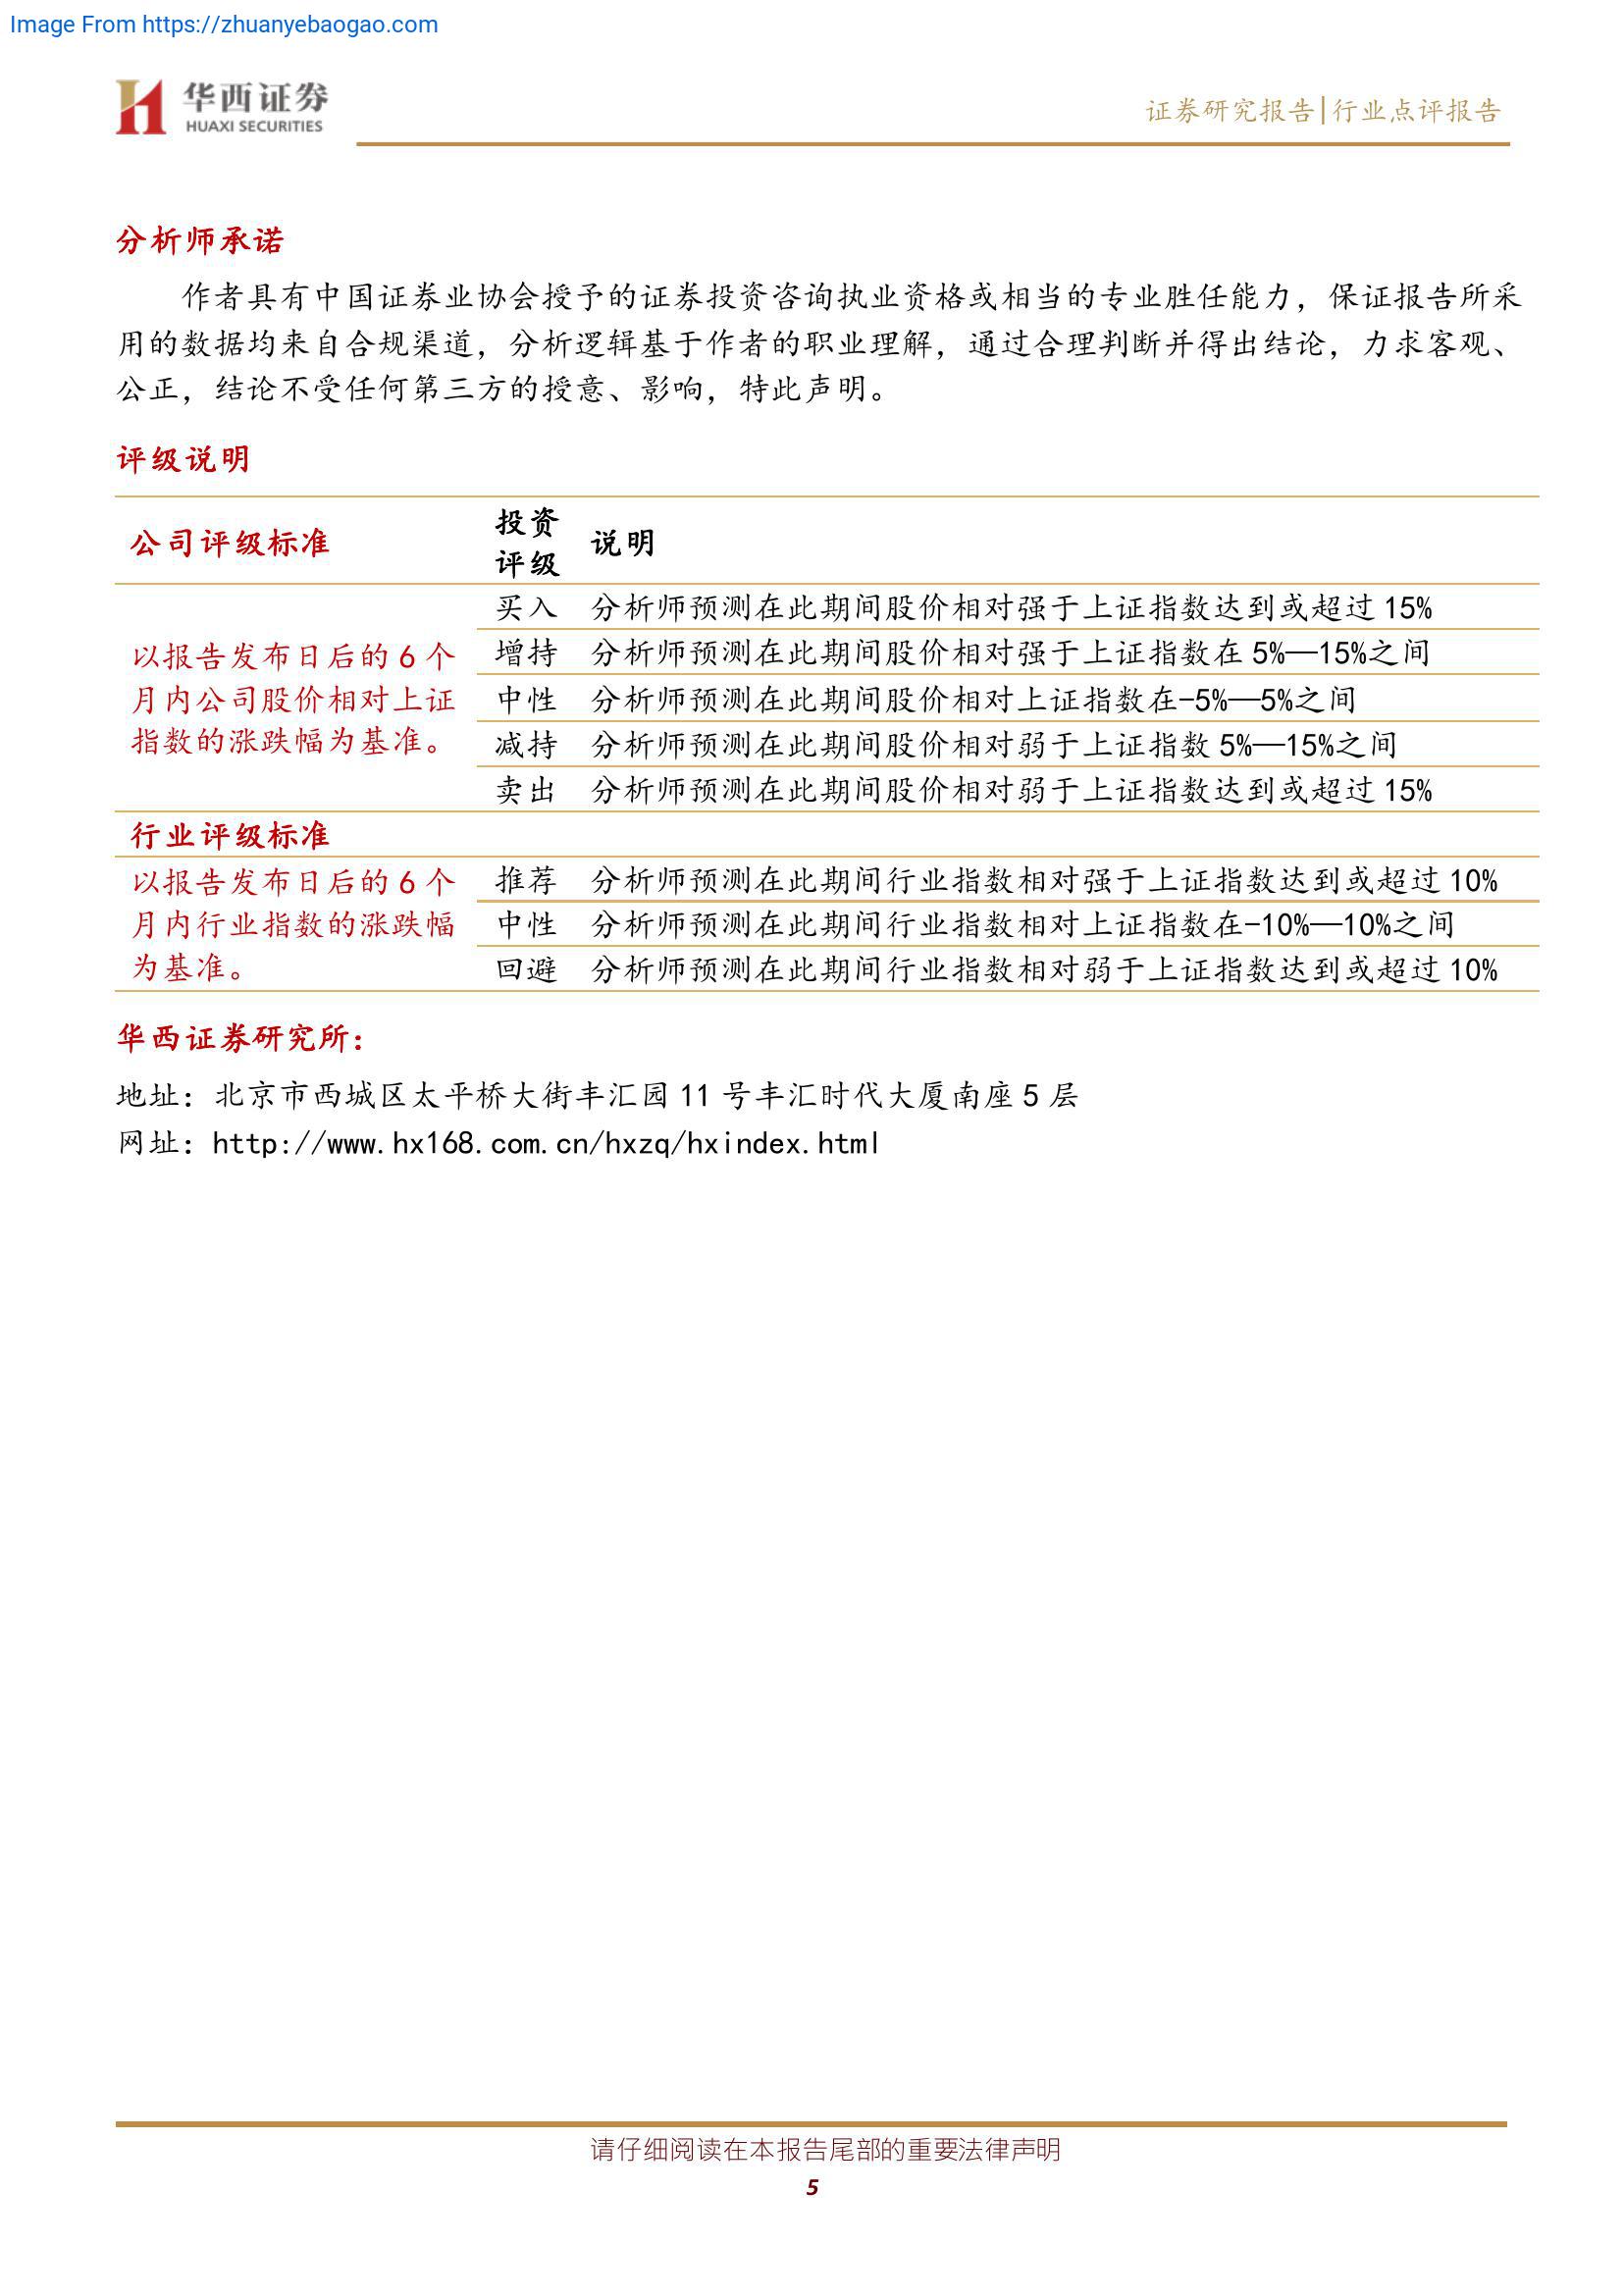 Image From https://zhuanyebaogao.com
华西证券
HUAXI SECURITIES
证券研究报告|行业点评报告
分析师承诺
作者具有中国证券业协会授予的证券投资咨询执业资格或相当的专业胜任能力，保证报告所采
用的数据均来自合规渠道，分析逻辑基于作者的职业理解，通过合理判断并得出结论，力求客观、
公正，结论不受任何第三方的授意、影响，特此声明。
评级说明
公司评级标准
投资
评级
说明
以报告发布日后的 6 个
月内公司股价相对上证
指数的涨跌幅为基准。
买入 分析师预测在此期间股价相对强于上证指数达到或超过 15%
增持 分析师预测在此期间股价相对强于上证指数在 5%—15%之间
中性 分析师预测在此期间股价相对上证指数在-5%—5%之间
减持 分析师预测在此期间股价相对弱于上证指数 5%—15%之间
卖出 分析师预测在此期间股价相对弱于上证指数达到或超过 15%
行业评级标准
以报告发布日后的 6 个
月内行业指数的涨跌幅
为基准。
推荐 分析师预测在此期间行业指数相对强于上证指数达到或超过 10%
中性 分析师预测在此期间行业指数相对上证指数在-10%—10%之间
回避 分析师预测在此期间行业指数相对弱于上证指数达到或超过 10%
华西证券研究所：
地址：北京市西城区太平桥大街丰汇园 11 号丰汇时代大厦南座 5 层
网址：http://www.hx168.com.cn/hxzq/hxindex.html
请仔细阅读在本报告尾部的重要法律声明
5